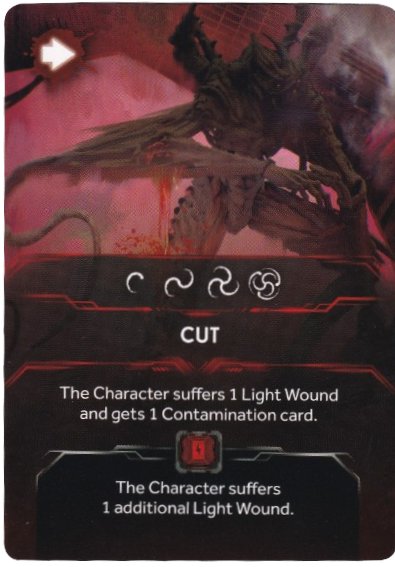 CUT
The Character suffers 1 Light Wound
and gets 1 Contamination card.
The Character suffers
1 additional Light Wound.